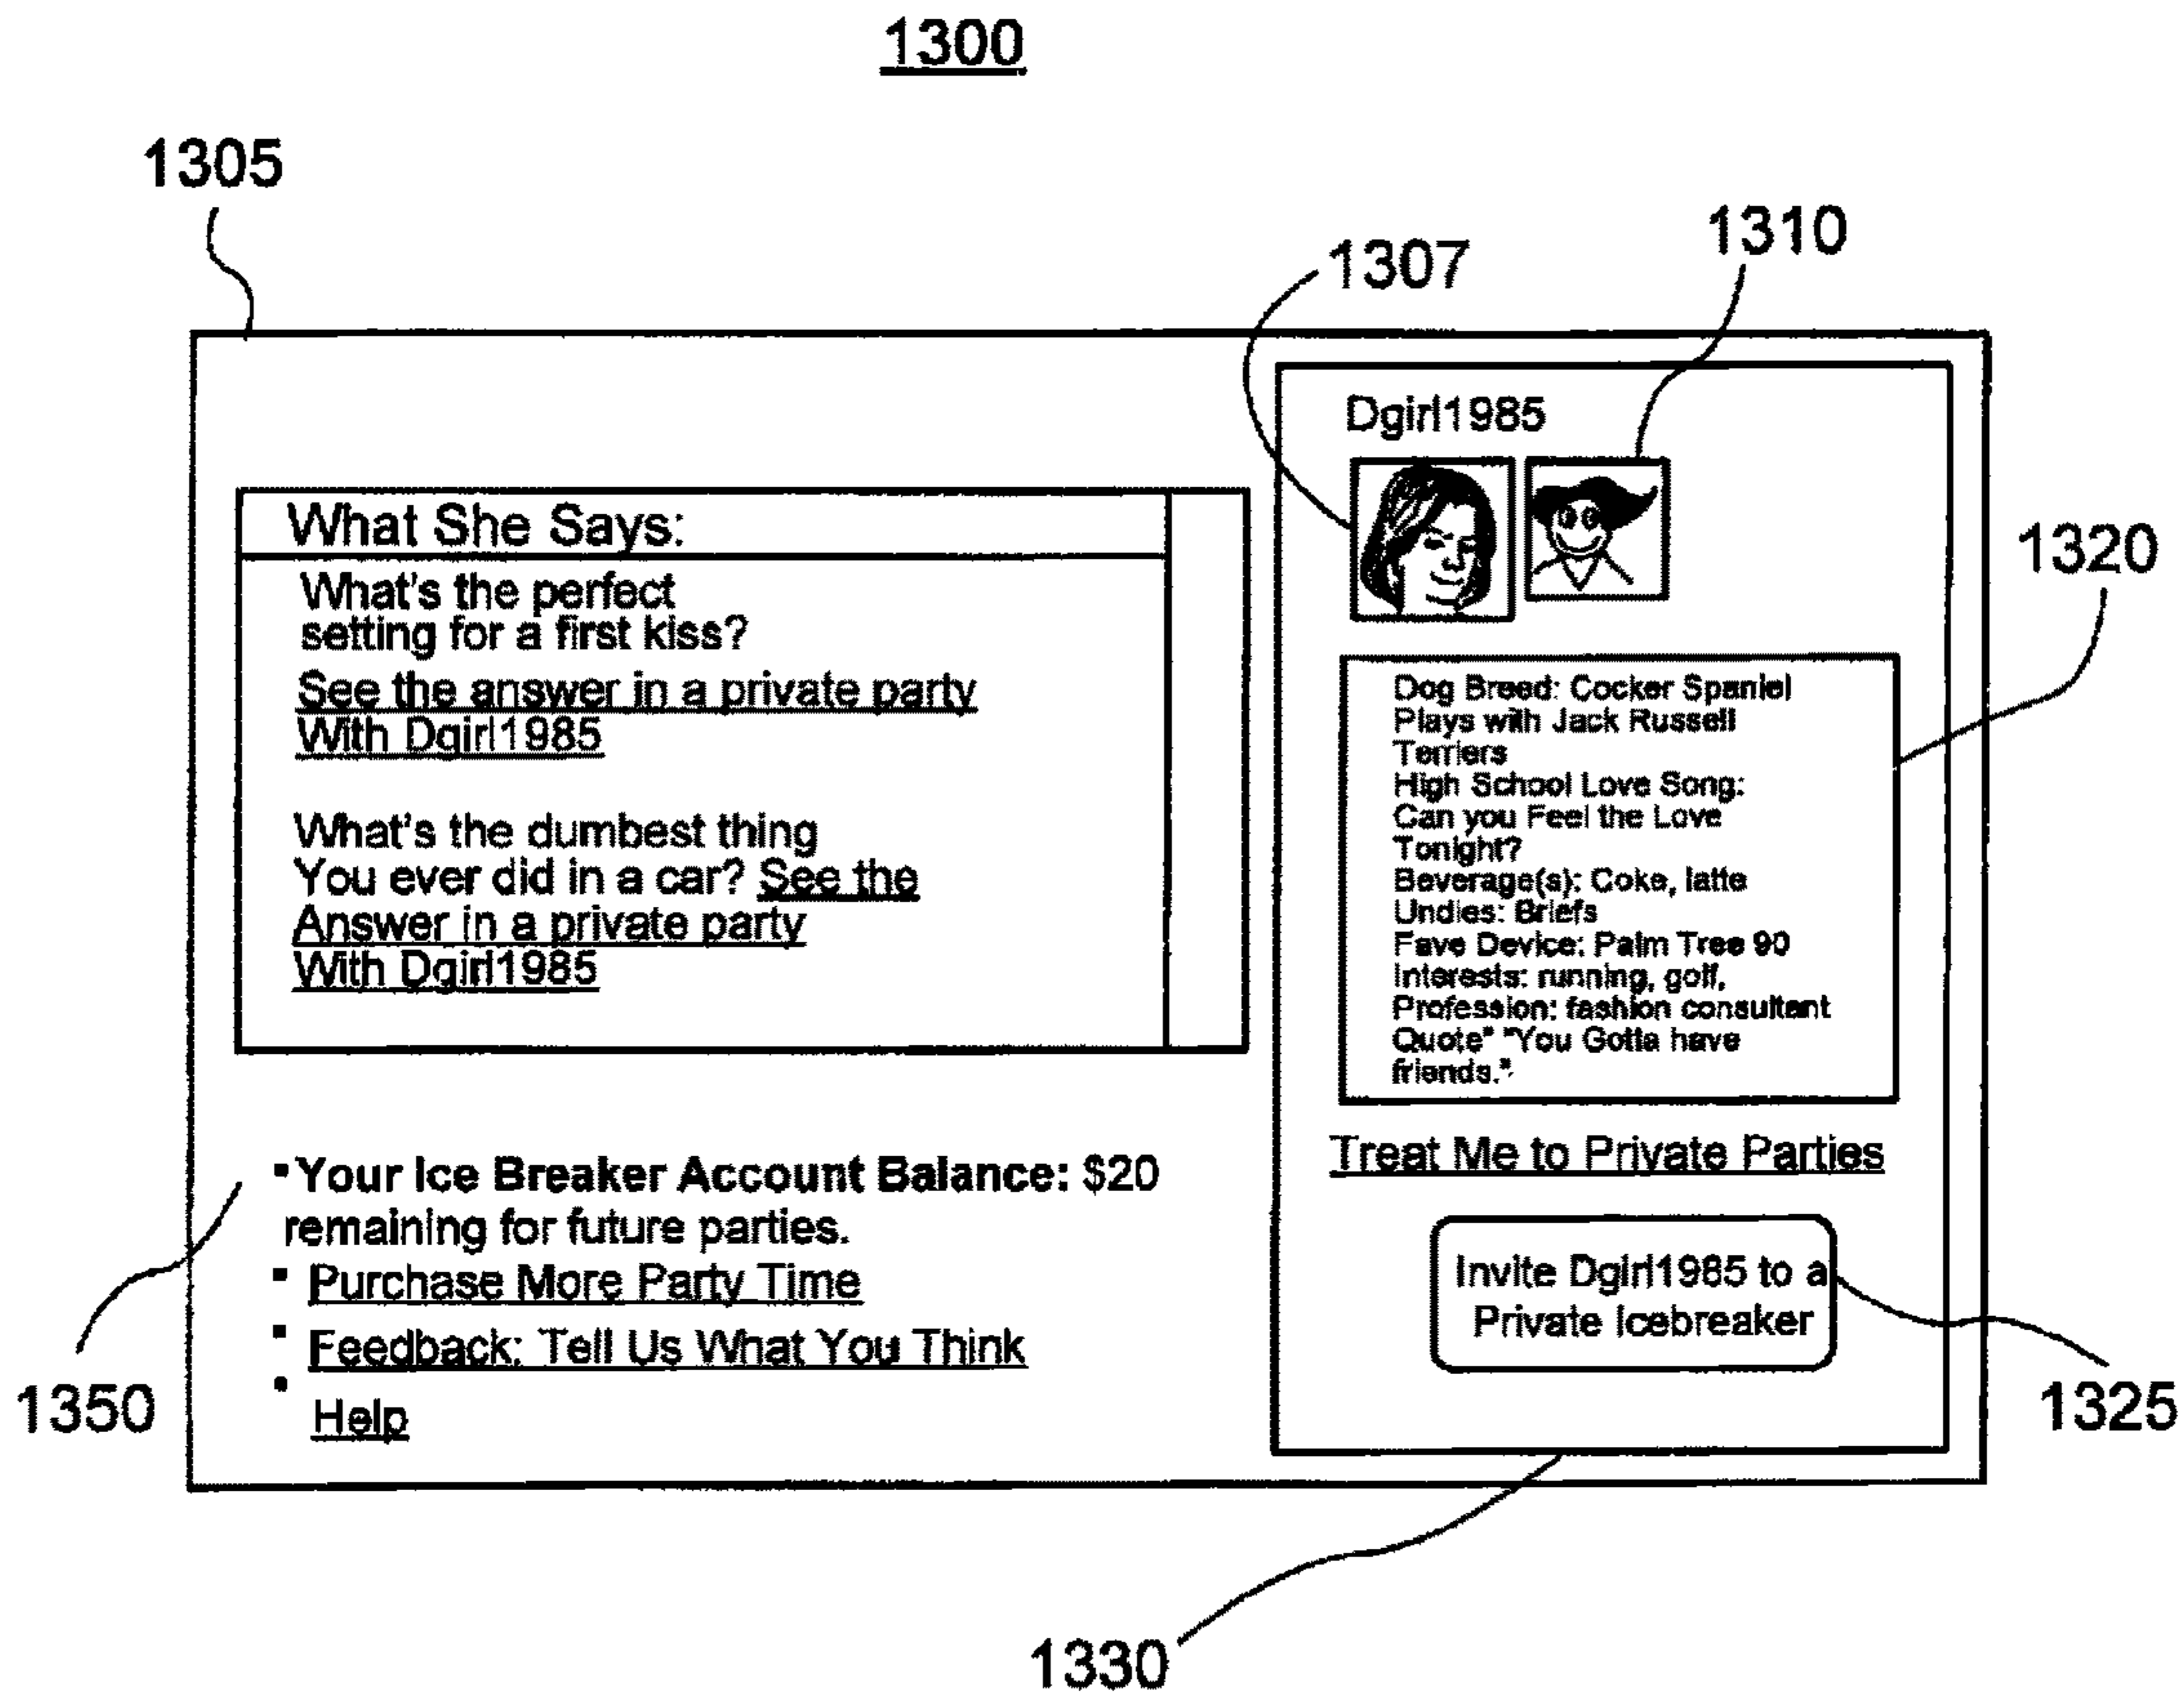 1300
1305
1307
1310
Dgirl1985
What She Says:
What's the perfect
setting for a first kiss?
See the answer in a private party
With Dgirl1985
What's the dumbest thing
You ever did in a car? See the
Answer in a private party
With Dgirl1985
1320
Dog Breed: Cocker Spaniel
Plays with Jack Russell
Terriers
High School Love Song:
Can you Feel the Love
Tonight?
Beverage(s): Coke, latte
Undies: Briefs
Fave Device: Palm Tree 90
Interests: running, golf,
Profession: fashion consultant
Quote" "You Gotta have
friends."
Treat Me to Private Parties
Invite Dgirl1985 to a
Private Icebreaker
1325
▪Your Ice Breaker Account Balance: $20
remaining for future parties.
▪ Purchase More Party Time
▪ Feedback: Tell Us What You Think
▪ Help
1350
1330